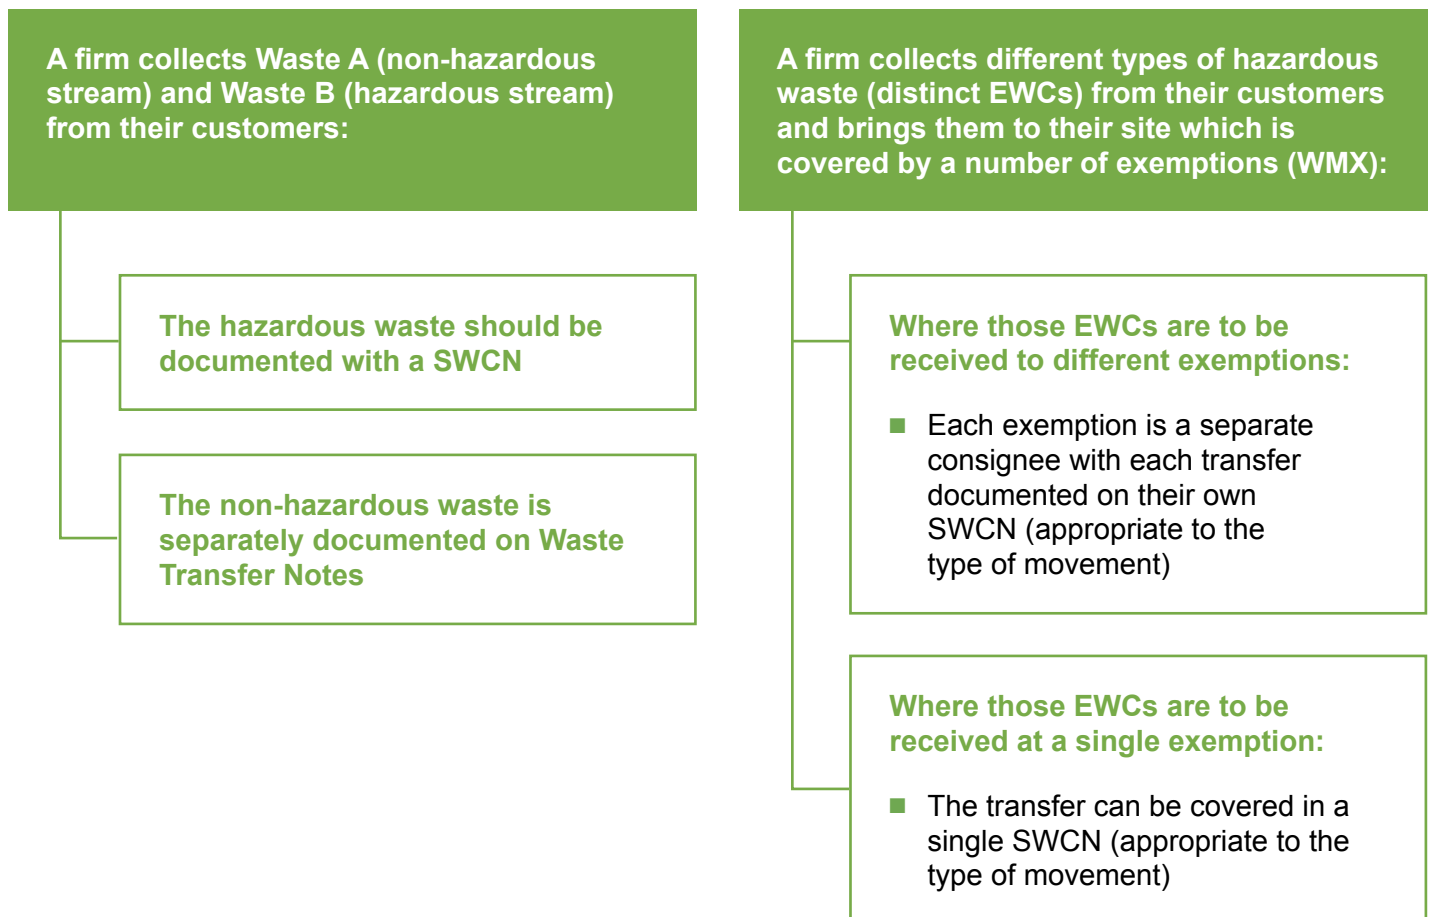 A firm collects Waste A (non-hazardous
stream) and Waste B (hazardous stream)
from their customers:
The hazardous waste should be
documented with a SWCN
The non-hazardous waste is
separately documented on Waste
Transfer Notes
A firm collects different types of hazardous
waste (distinct EWCs) from their customers
and brings them to their site which is
covered by a number of exemptions (WMX):
Where those EWCs are to be
received to different exemptions:
■ Each exemption is a separate
consignee with each transfer
documented on their own
SWCN (appropriate to the
type of movement)
Where those EWCs are to be
received at a single exemption:
■ The transfer can be covered in a
single SWCN (appropriate to the
type of movement)